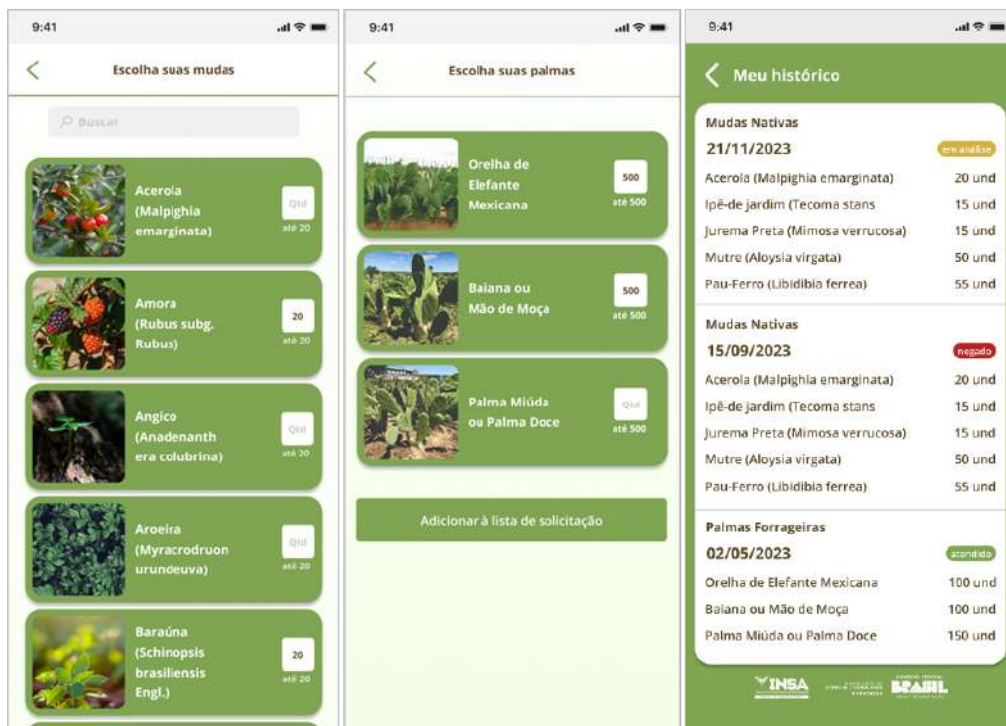 9:41
Escolha suas mudas
Buscar
Acerola
(Malpighia
emarginata)
Qtd
até 20
Amora
(Rubus subg.
Rubus)
20
até 20
Angico
(Anadenanth
era colubrina)
Qtd
até 20
Aroeira
(Myracrodruon
urundeuva)
Qtd
até 20
Baraúna
(Schinopsis
brasiliensis
Engl.)
20
até 20
9:41
Escolha suas palmas
Orelha de
Elefante
Mexicana
500
até 500
Baiana ou
Mão de Moça
500
até 500
Palma Miúda
ou Palma Doce
Qtd
até 500
Adicionar à lista de solicitação
9:41
Meu histórico
Mudas Nativas
21/11/2023 em análise
Acerola (Malpighia emarginata) 20 und
Ipê-de jardim (Tecoma stans 15 und
Jurema Preta (Mimosa verrucosa) 15 und
Mutre (Aloysia virgata) 50 und
Pau-Ferro (Libidibia ferrea) 55 und
Mudas Nativas
15/09/2023 negado
Acerola (Malpighia emarginata) 20 und
Ipê-de jardim (Tecoma stans 15 und
Jurema Preta (Mimosa verrucosa) 15 und
Mutre (Aloysia virgata) 50 und
Pau-Ferro (Libidibia ferrea) 55 und
Palmas Forrageiras
02/05/2023 atendido
Orelha de Elefante Mexicana 100 und
Baiana ou Mão de Moça 100 und
Palma Miúda ou Palma Doce 150 und
INSA
GOVERNO FEDERAL
BRASIL